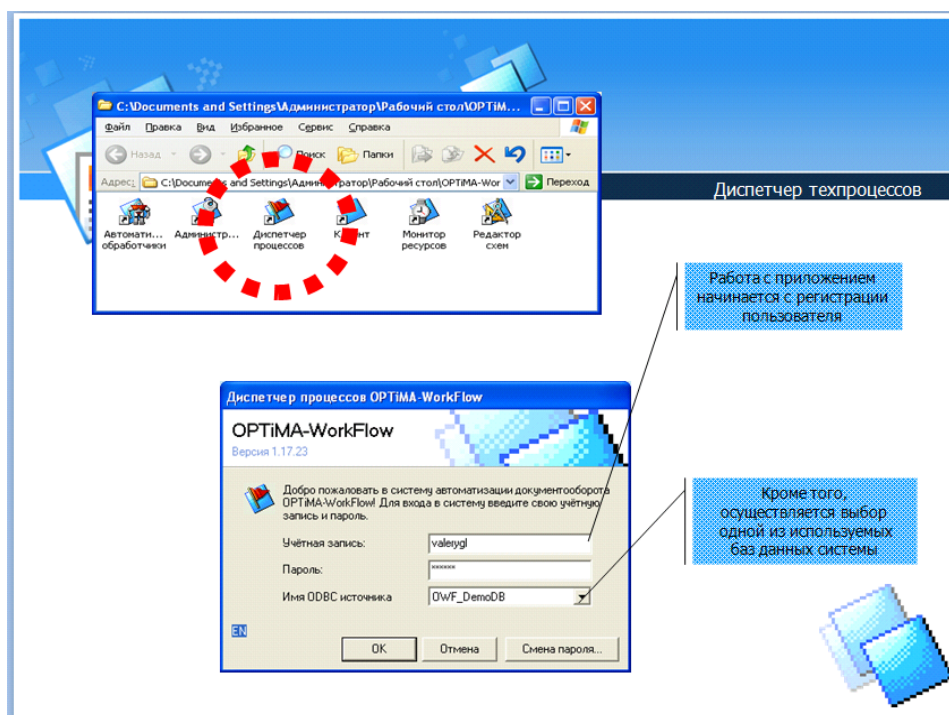 C:\Documents and Settings\Администратор\Рабочий стол\OPTiM...
Файл Правка Вид Избранное Сервис Справка
Назад Поиск Папки
Адрес: C:\Documents and Settings\Администратор\Рабочий стол\OPTiMA-Wor Переход
Диспетчер техпроцессов
Автомати... Администр... Диспетчер Клиент Монитор Редактор
обработчики процессов ресурсов схем
Работа с приложением
начинается с регистрации
пользователя
Диспетчер процессов OPTiMA-WorkFlow
OPTiMA-WorkFlow
Версия 1.17.23
Добро пожаловать в систему автоматизации документооборота
OPTiMA-WorkFlow! Для входа в систему введите свою учётную
запись и пароль.
Учётная запись: valerygl
Пароль: ××××××
Имя ODBC источника OWF_DemoDB
Кроме того,
осуществляется выбор
одной из используемых
баз данных системы
EN
OK Отмена Смена пароля...